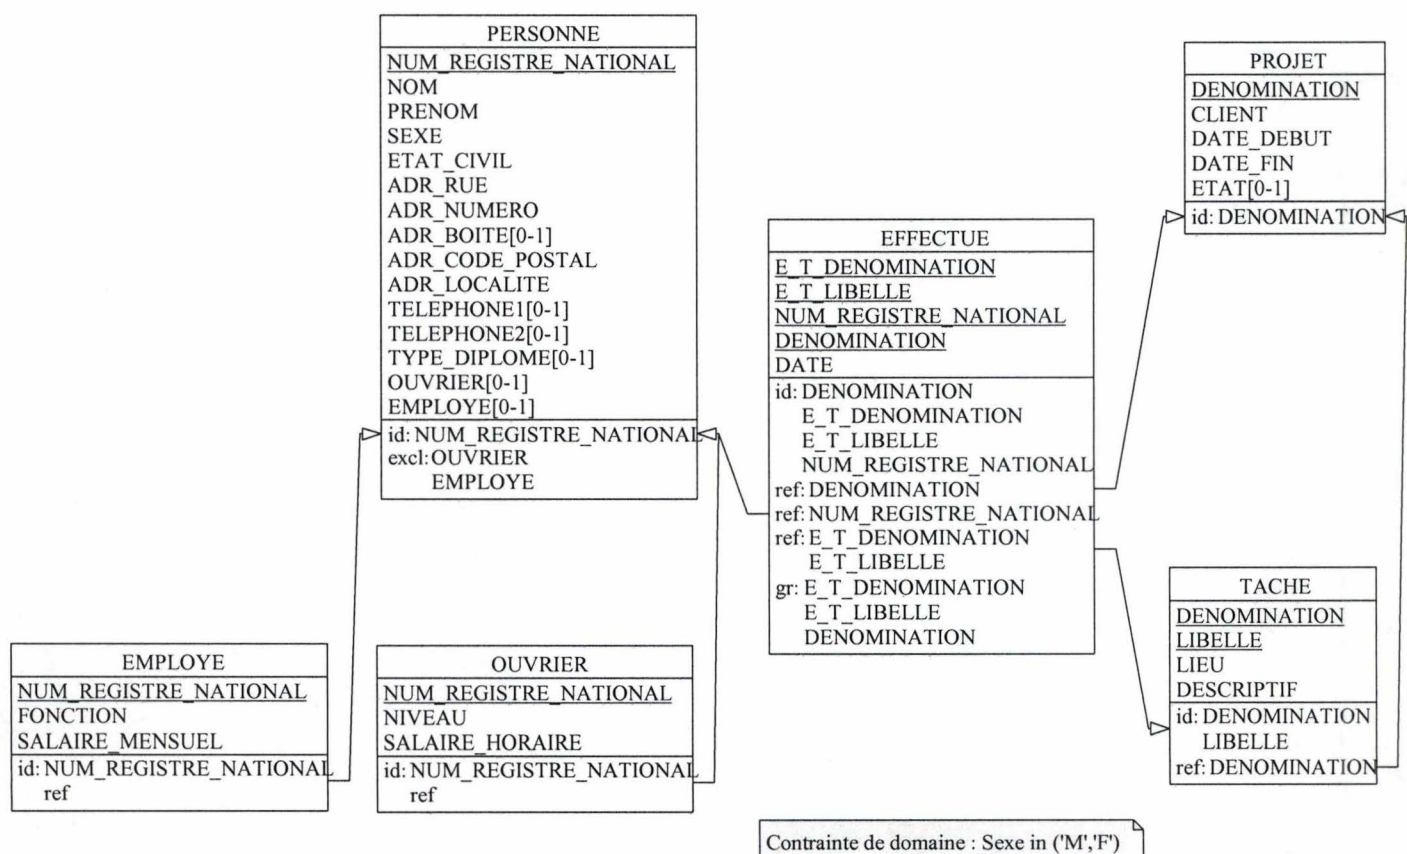 PERSONNE
NUM_REGISTRE_NATIONAL
NOM
PRENOM
SEXE
ETAT_CIVIL
ADR_RUE
ADR_NUMERO
ADR_BOITE[0-1]
ADR_CODE_POSTAL
ADR_LOCALITE
TELEPHONE1[0-1]
TELEPHONE2[0-1]
TYPE_DIPLOME[0-1]
OUVRIER[0-1]
EMPLOYE[0-1]
id: NUM_REGISTRE_NATIONAL
excl: OUVRIER
EMPLOYE
PROJET
DENOMINATION
CLIENT
DATE_DEBUT
DATE_FIN
ETAT[0-1]
id: DENOMINATION
EFFECTUE
E_T_DENOMINATION
E_T_LIBELLE
NUM_REGISTRE_NATIONAL
DENOMINATION
DATE
id: DENOMINATION
E_T_DENOMINATION
E_T_LIBELLE
NUM_REGISTRE_NATIONAL
ref: DENOMINATION
ref: NUM_REGISTRE_NATIONAL
ref: E_T_DENOMINATION
E_T_LIBELLE
gr: E_T_DENOMINATION
E_T_LIBELLE
DENOMINATION
TACHE
DENOMINATION
LIBELLE
LIEU
DESCRIPTIF
id: DENOMINATION
LIBELLE
ref: DENOMINATION
EMPLOYE
NUM_REGISTRE_NATIONAL
FONCTION
SALAIRE_MENSUEL
id: NUM_REGISTRE_NATIONAL
ref
OUVRIER
NUM_REGISTRE_NATIONAL
NIVEAU
SALAIRE_HORAIRE
id: NUM_REGISTRE_NATIONAL
ref
Contrainte de domaine : Sexe in ('M','F')